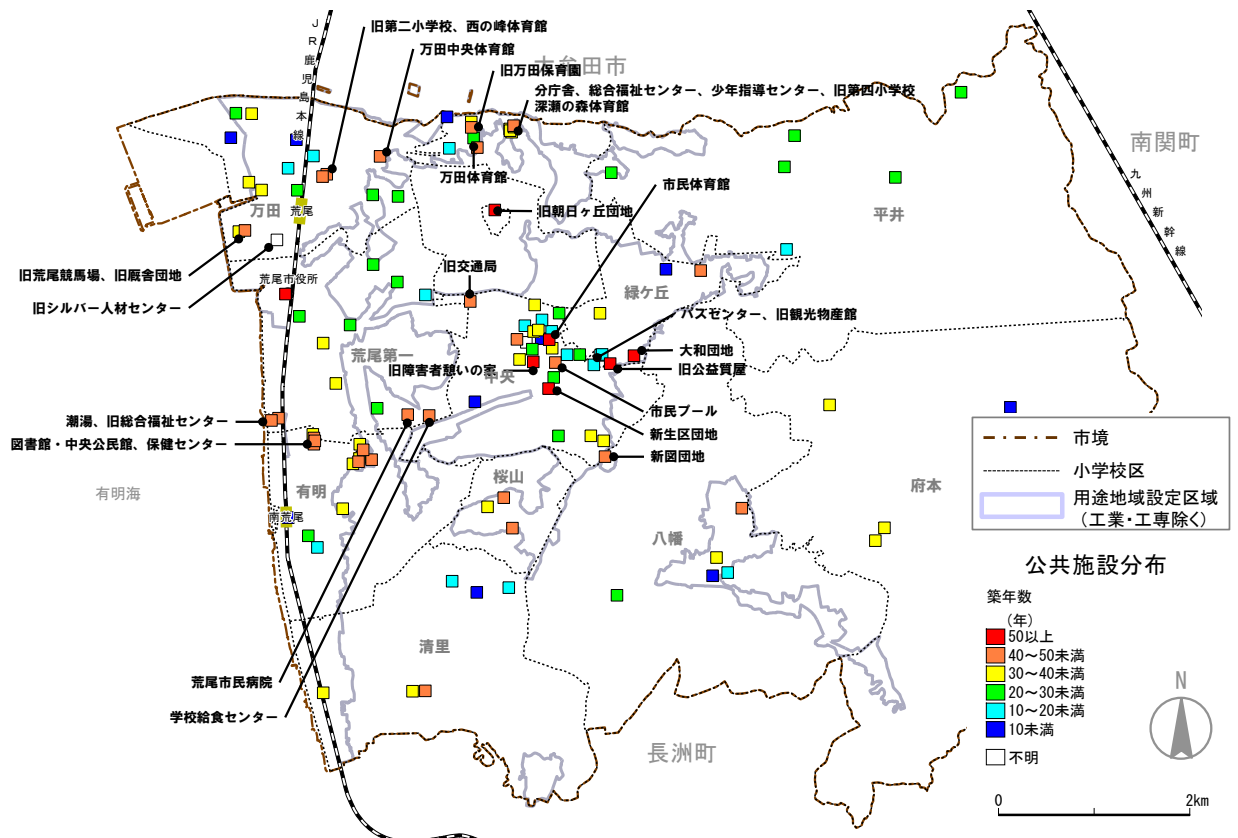 JR鹿児島本線
旧第二小学校、西の峰体育館
万田中央体育館
大牟田市
旧万田保育園
分庁舎、総合福祉センター、少年指導センター、旧第四小学校
深瀬の森体育館
南関町
九州新幹線
万田体育館
市民体育館
万田
荒尾
旧朝日ヶ丘団地
平井
旧荒尾競馬場、旧厩舎団地
旧交通局
荒尾市役所
緑ケ丘
旧シルバー人材センター
バスセンター、旧観光物産館
荒尾第一
大和団地
旧障害者憩いの家
中央
旧公益質屋
市民プール
潮湯、旧総合福祉センター
新生区団地
図書館・中央公民館、保健センター
新図団地
市境
小学校区
用途地域設定区域
（工業・工専除く）
桜山
有明海
有明
府本
南荒尾
八幡
公共施設分布
築年数
（年）
50以上
40～50未満
30～40未満
20～30未満
10～20未満
10未満
不明
清里
荒尾市民病院
学校給食センター
長洲町
N
0
2km